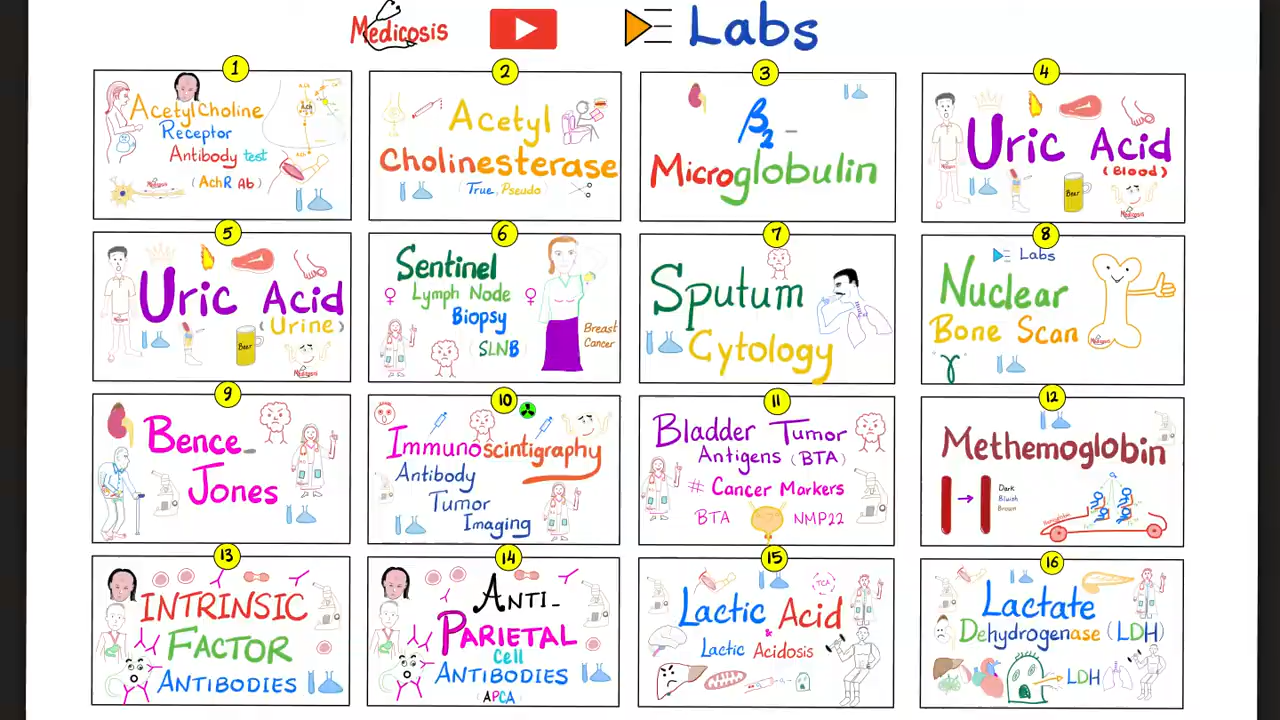 Medicosis Labs
1
AcetylCholine
Receptor
Antibody test
(AchR Ab)
2
Acetyl
Cholinesterase
(True, Pseudo)
3
β2-
Microglobulin
4
Uric Acid
(Blood)
Beer
Medicosis
5
Uric Acid
(Urine)
Beer
Medicosis
6
Sentinel
Lymph Node
Biopsy
(SLNB)
Breast
Cancer
7
Sputum
Cytology
8
Labs
Nuclear
Bone Scan
γ
9
Bence-
Jones
10
Immunoscintigraphy
Antibody
Tumor
Imaging
11
Bladder Tumor
Antigens (BTA)
# Cancer Markers
BTA NMP22
12
Methemoglobin
Dark
Bluish
Brown
Hemoglobin
13
INTRINSIC
FACTOR
ANTIBODIES
14
ANTI-
PARIETAL
Cell
ANTIBODIES
(APCA)
15
TCA
Lactic Acid
&
Lactic Acidosis
16
Lactate
Dehydrogenase (LDH)
LDH